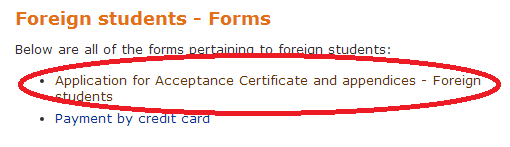 Foreign students - Forms
Below are all of the forms pertaining to foreign students:
• Application for Acceptance Certificate and appendices - Foreign
students
• Payment by credit card